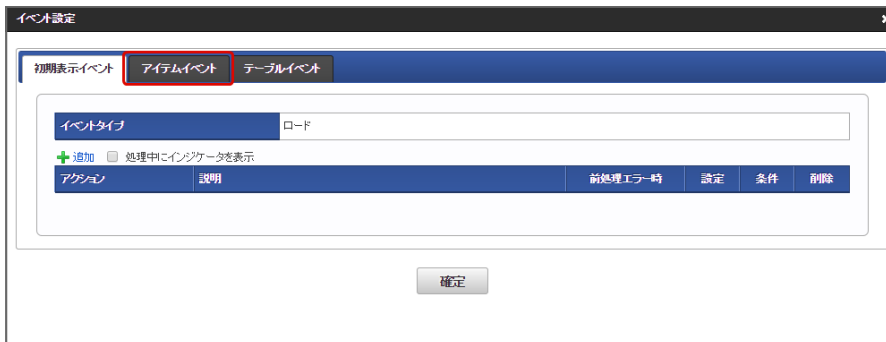 イベント設定
初期表示イベント アイテムイベント テーブルイベント
イベントタイプ ロード
追加 処理中にインジケータを表示
アクション 説明 前処理エラー時 設定 条件 削除
確定